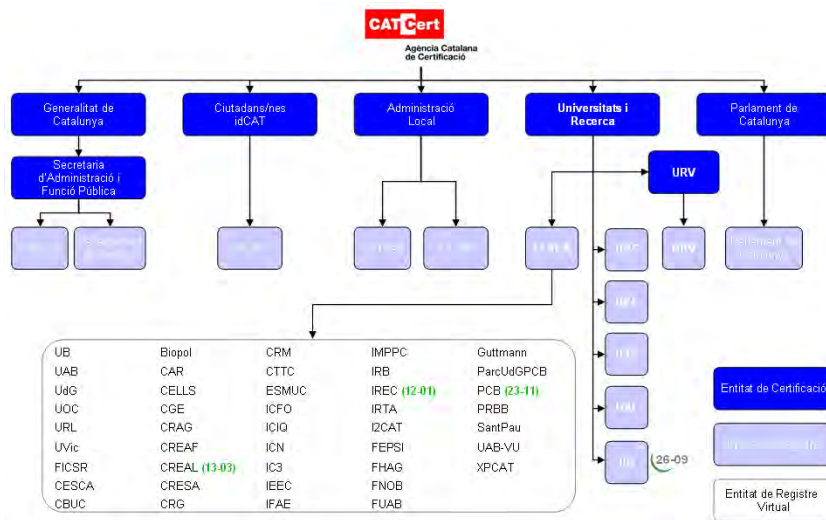 CATCert
Agència Catalana
de Certificació
Generalitat de
Catalunya
Ciutadans/nes
idCAT
Administració
Local
Universitats i
Recerca
Parlament de
Catalunya
Secretaria
d'Administració i
Funció Pública
URV
URV
26-09
UB
UAB
UdG
UOC
URL
UVic
FICSR
CESCA
CBUC
Biopol
CAR
CELLS
CGE
CRAG
CREAF
CREAL (13-03)
CRESA
CRG
CRM
CTTC
ESMUC
ICFO
ICIQ
ICN
IC3
IEEC
IFAE
IMPPC
IRB
IREC (12-01)
IRTA
I2CAT
FEPSI
FHAG
FNOB
FUAB
Guttmann
ParcUdGPCB
PCB (23-11)
PRBB
SantPau
UAB-VU
XPCAT
Entitat de Certificació
Entitat de Registre
Virtual